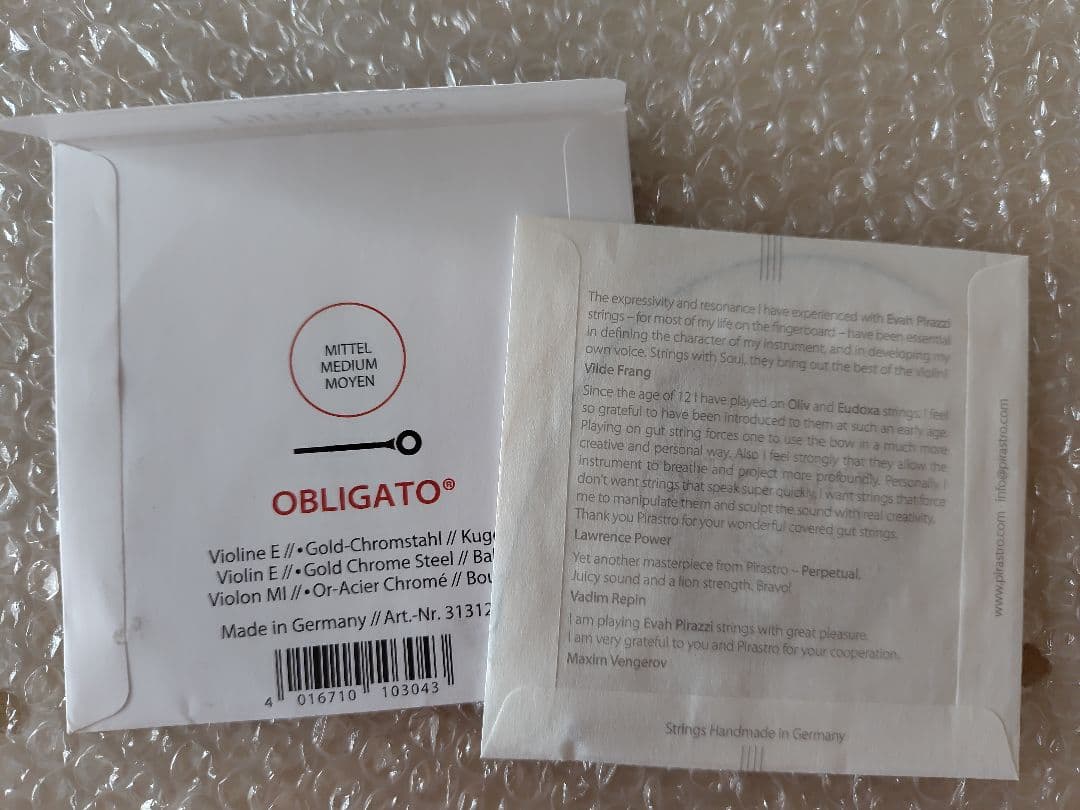 MITTEL
MEDIUM
MOYEN
OBLIGATO®
Violine E // • Gold-Chromstahl // Kug
Violin E // • Gold Chrome Steel // Ba
Violon MI // • Or-Acier Chromé // Bou
Made in Germany // Art.-Nr. 31312
4 016710 103043
The expressivity and resonance I have experienced with Evah Pirazzi
strings – for most of my life on the fingerboard – have been essential
in defining the character of my instrument, and in developing my
own voice. Strings with Soul, they bring out the best of the violin!
Vilde Frang
Since the age of 12 I have played on Oliv and Eudoxa strings. I feel
so grateful to have been introduced to them at such an early age.
Playing on gut string forces one to use the bow in a much more
creative and personal way. Also I feel strongly that they allow the
instrument to breathe and project more profoundly. Personally I
don't want strings that speak super quickly, I want strings that force
me to manipulate them and sculpt the sound with real creativity.
Thank you Pirastro for your wonderful covered gut strings.
Lawrence Power
Yet another masterpiece from Pirastro – Perpetual.
Juicy sound and a lion strength. Bravo!
Vadim Repin
I am playing Evah Pirazzi strings with great pleasure.
I am very grateful to you and Pirastro for your cooperation.
Maxim Vengerov
www.pirastro.com · info@pirastro.com
Strings Handmade in Germany